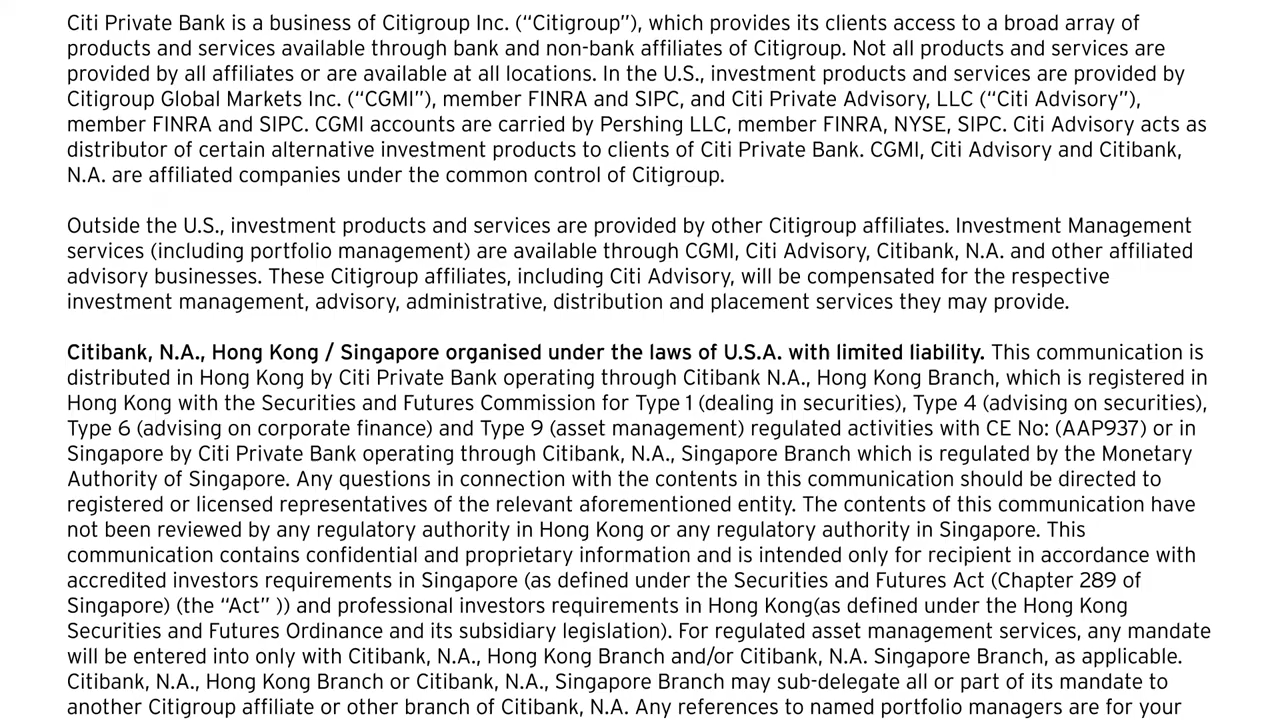 Citi Private Bank is a business of Citigroup Inc. (“Citigroup”), which provides its clients access to a broad array of
products and services available through bank and non-bank affiliates of Citigroup. Not all products and services are
provided by all affiliates or are available at all locations. In the U.S., investment products and services are provided by
Citigroup Global Markets Inc. (“CGMI”), member FINRA and SIPC, and Citi Private Advisory, LLC (“Citi Advisory”),
member FINRA and SIPC. CGMI accounts are carried by Pershing LLC, member FINRA, NYSE, SIPC. Citi Advisory acts as
distributor of certain alternative investment products to clients of Citi Private Bank. CGMI, Citi Advisory and Citibank,
N.A. are affiliated companies under the common control of Citigroup.
Outside the U.S., investment products and services are provided by other Citigroup affiliates. Investment Management
services (including portfolio management) are available through CGMI, Citi Advisory, Citibank, N.A. and other affiliated
advisory businesses. These Citigroup affiliates, including Citi Advisory, will be compensated for the respective
investment management, advisory, administrative, distribution and placement services they may provide.
Citibank, N.A., Hong Kong / Singapore organised under the laws of U.S.A. with limited liability. This communication is
distributed in Hong Kong by Citi Private Bank operating through Citibank N.A., Hong Kong Branch, which is registered in
Hong Kong with the Securities and Futures Commission for Type 1 (dealing in securities), Type 4 (advising on securities),
Type 6 (advising on corporate finance) and Type 9 (asset management) regulated activities with CE No: (AAP937) or in
Singapore by Citi Private Bank operating through Citibank, N.A., Singapore Branch which is regulated by the Monetary
Authority of Singapore. Any questions in connection with the contents in this communication should be directed to
registered or licensed representatives of the relevant aforementioned entity. The contents of this communication have
not been reviewed by any regulatory authority in Hong Kong or any regulatory authority in Singapore. This
communication contains confidential and proprietary information and is intended only for recipient in accordance with
accredited investors requirements in Singapore (as defined under the Securities and Futures Act (Chapter 289 of
Singapore) (the “Act” )) and professional investors requirements in Hong Kong(as defined under the Hong Kong
Securities and Futures Ordinance and its subsidiary legislation). For regulated asset management services, any mandate
will be entered into only with Citibank, N.A., Hong Kong Branch and/or Citibank, N.A. Singapore Branch, as applicable.
Citibank, N.A., Hong Kong Branch or Citibank, N.A., Singapore Branch may sub-delegate all or part of its mandate to
another Citigroup affiliate or other branch of Citibank, N.A. Any references to named portfolio managers are for your